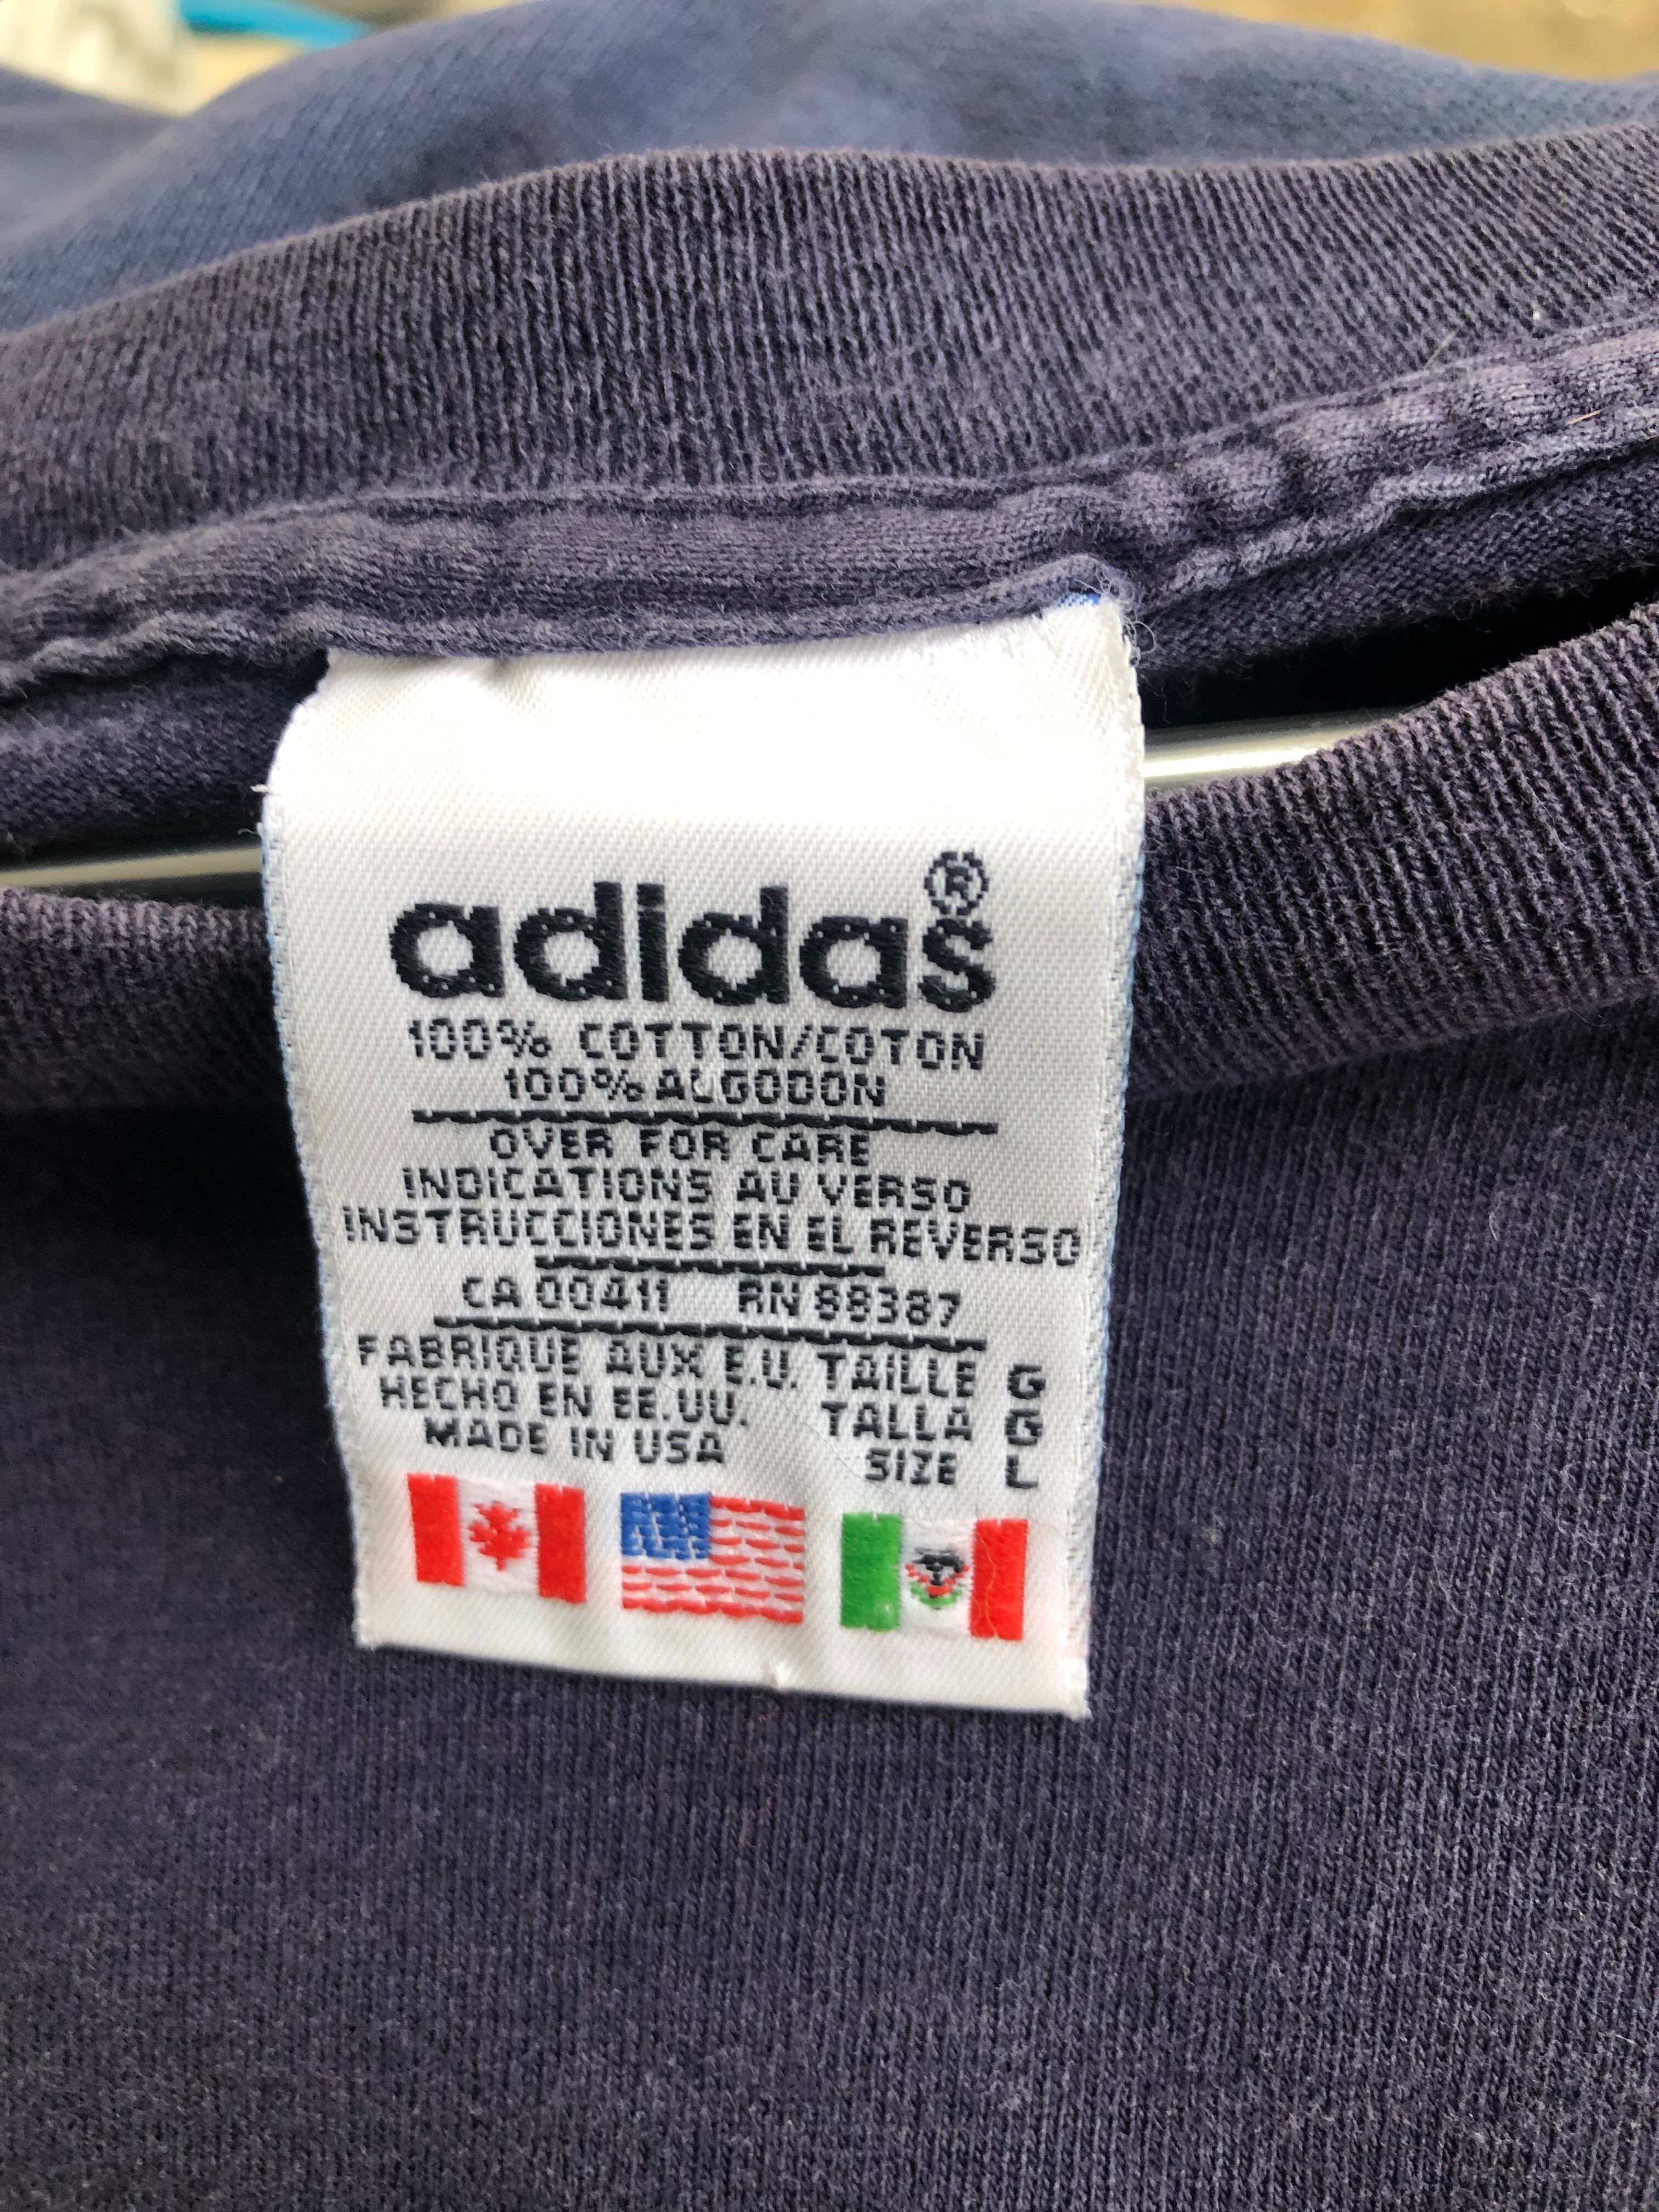 adidas®
100% COTTON/COTON
100% ALGODON
OVER FOR CARE
INDICATIONS AU VERSO
INSTRUCCIONES EN EL REVERSO
CA 00411 RN 88387
FABRIQUE AUX E.U. TAILLE G
HECHO EN EE.UU. TALLA G
MADE IN USA SIZE L